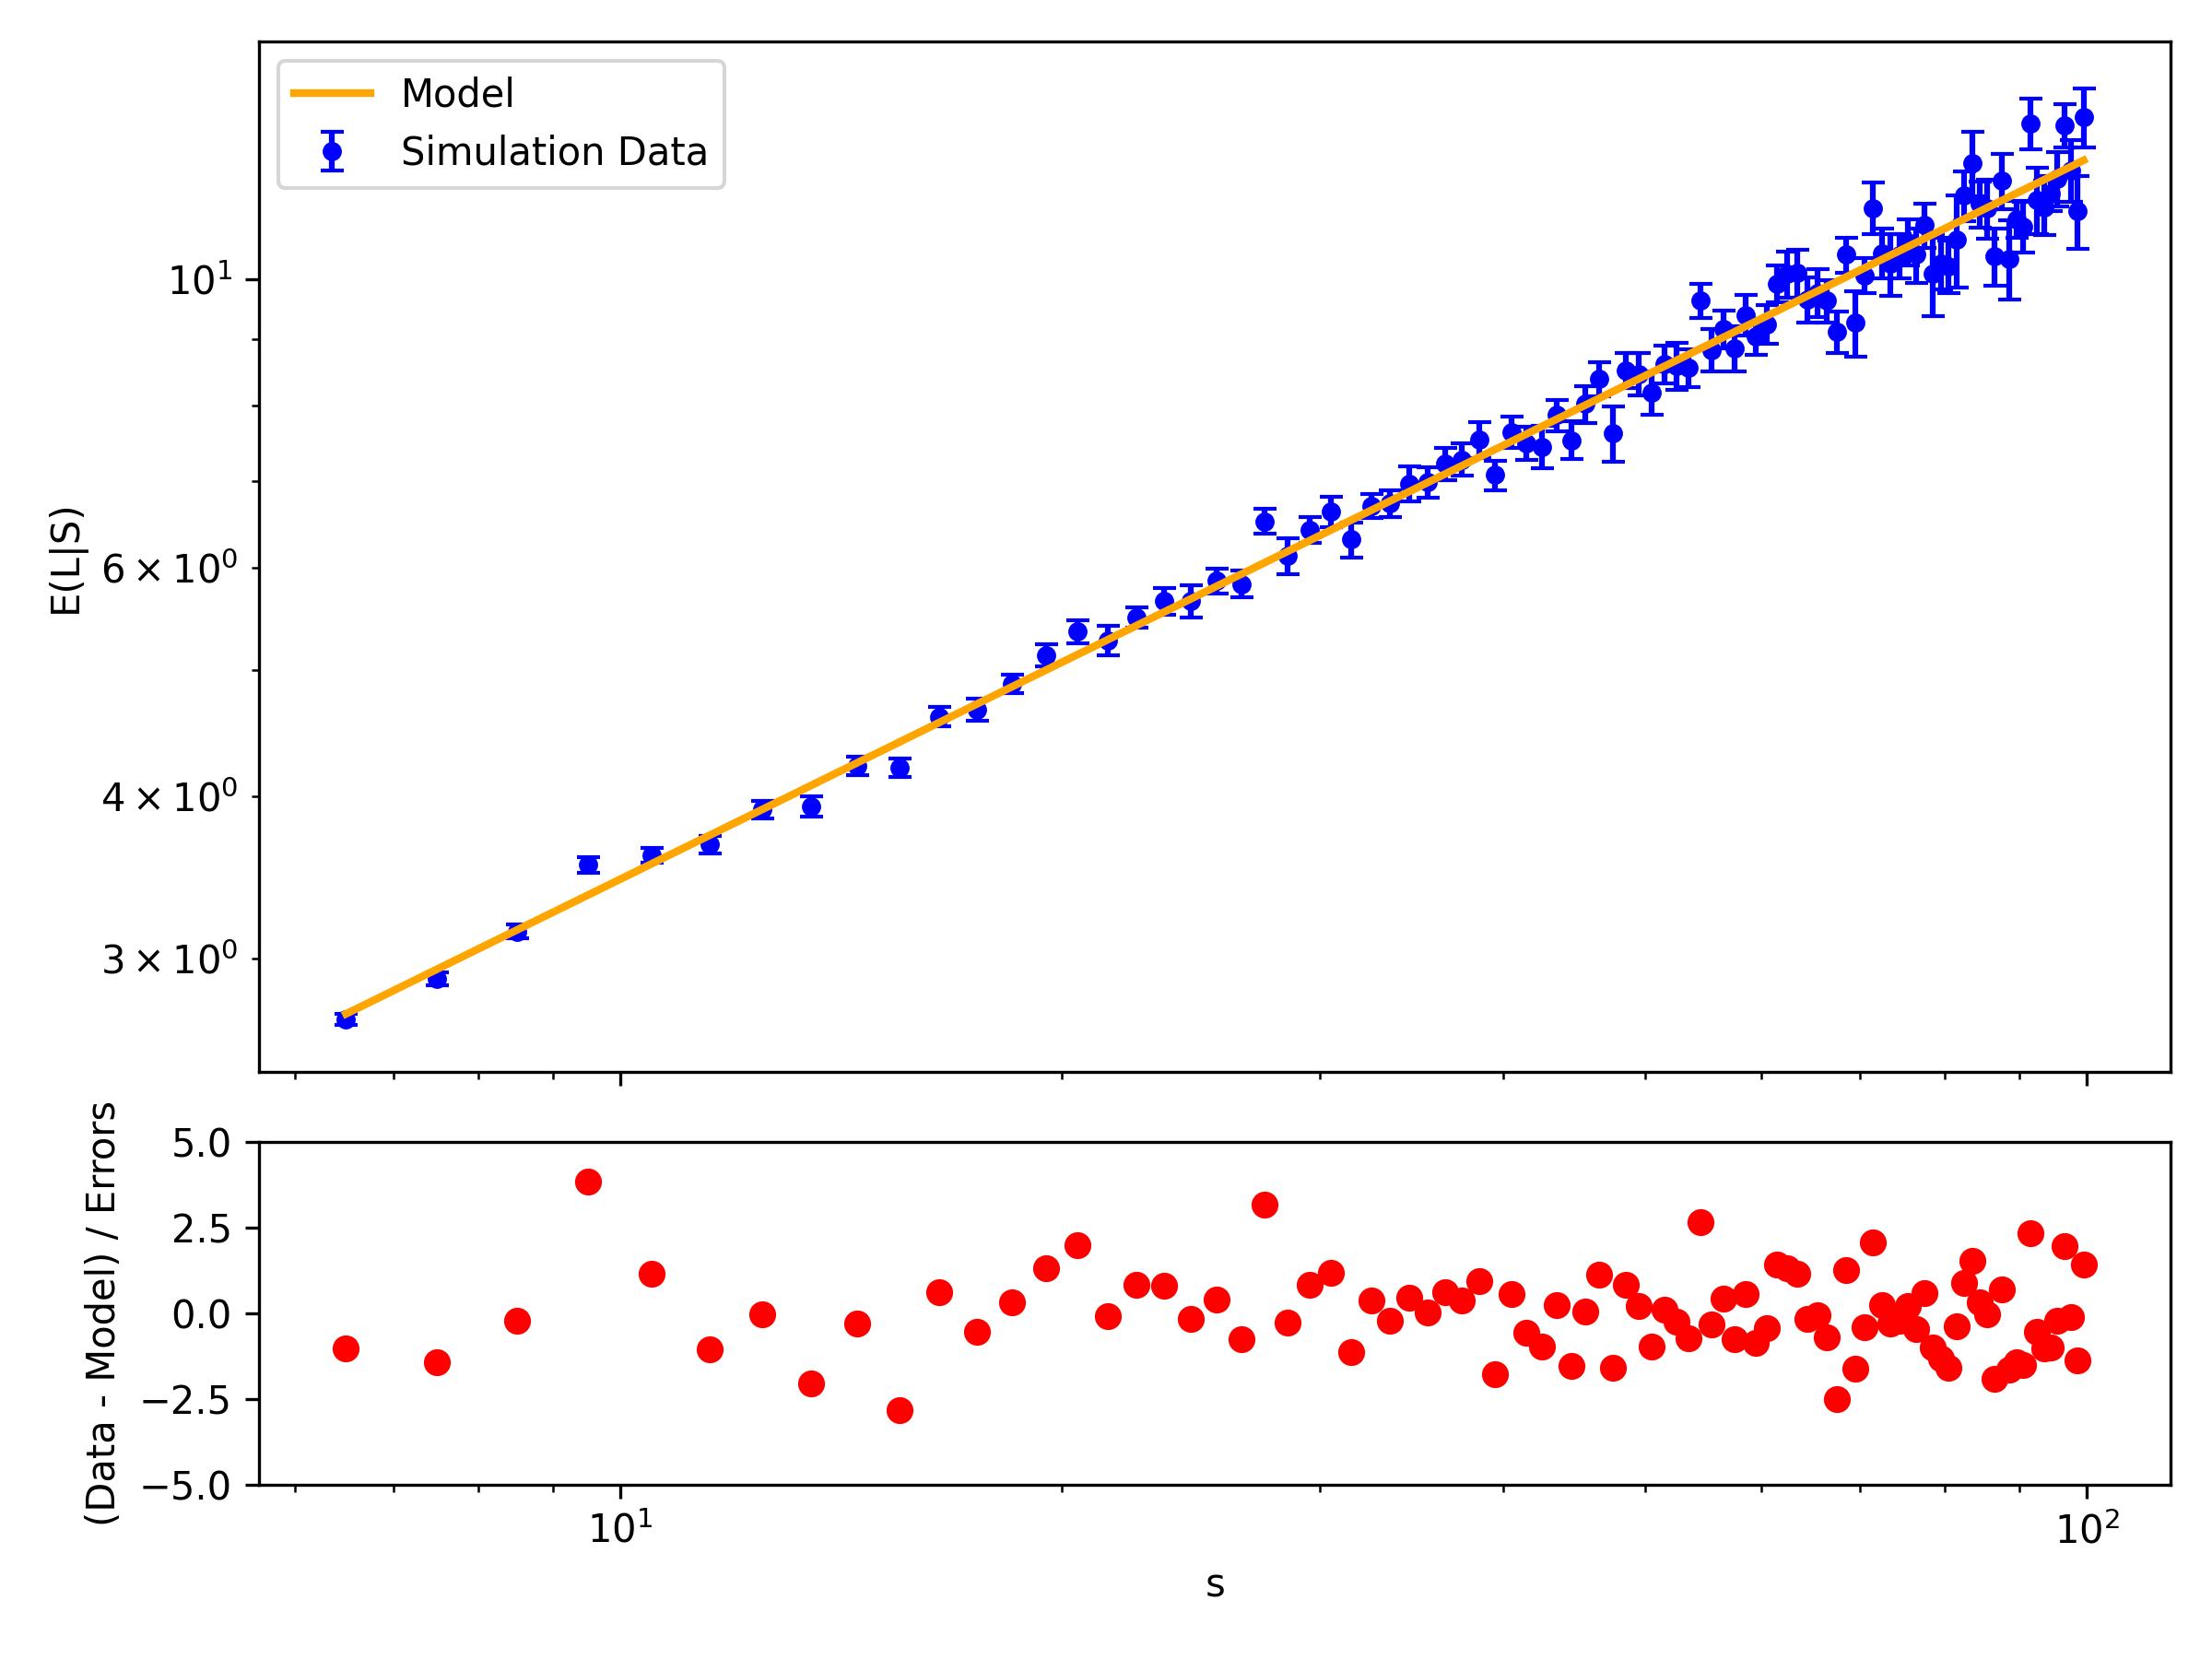 Model
Simulation Data
E(L|S)
10¹
6 × 10⁰
4 × 10⁰
3 × 10⁰
(Data - Model) / Errors
5.0
2.5
0.0
−2.5
−5.0
10¹
10²
s